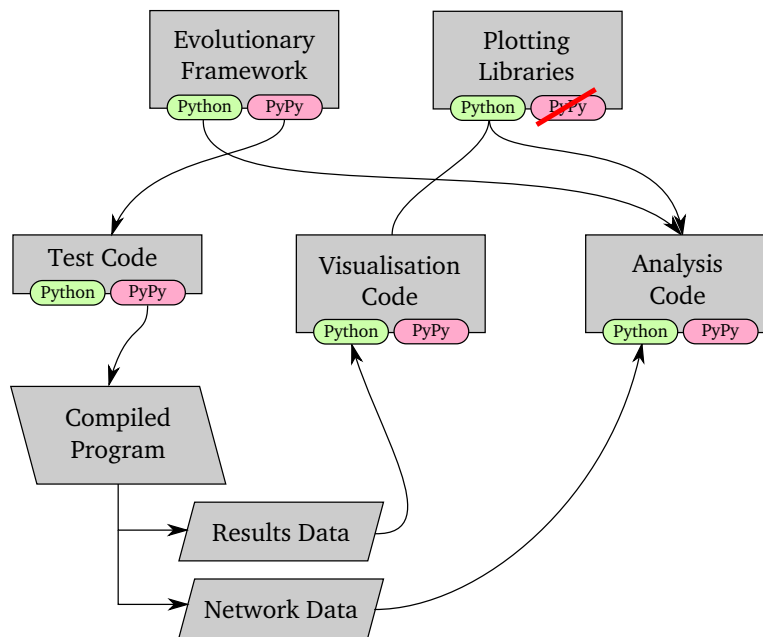 Evolutionary
Framework
Python
PyPy
Plotting
Libraries
Python
PyPy
Test Code
Python
PyPy
Visualisation
Code
Python
PyPy
Analysis
Code
Python
PyPy
Compiled
Program
Results Data
Network Data